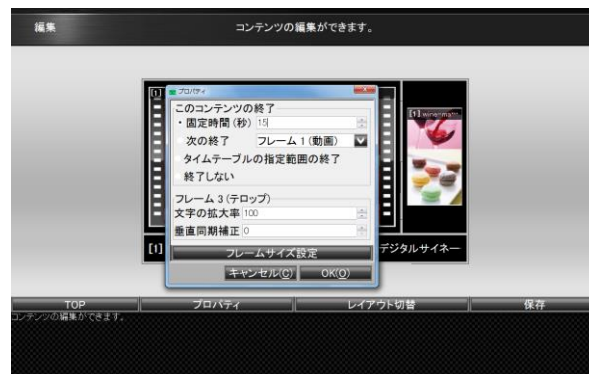 編集
コンテンツの編集ができます。
[1]
プロパティ
このコンテンツの終了
・固定時間(秒) 15
次の終了 フレーム1(動画)
タイムテーブルの指定範囲の終了
終了しない
フレーム3(テロップ)
文字の拡大率 100
垂直同期補正 0
フレームサイズ設定
キャンセル(C) OK(O)
[1]
デジタルサイネー
TOP プロパティ レイアウト切替 保存
コンテンツの編集ができます。